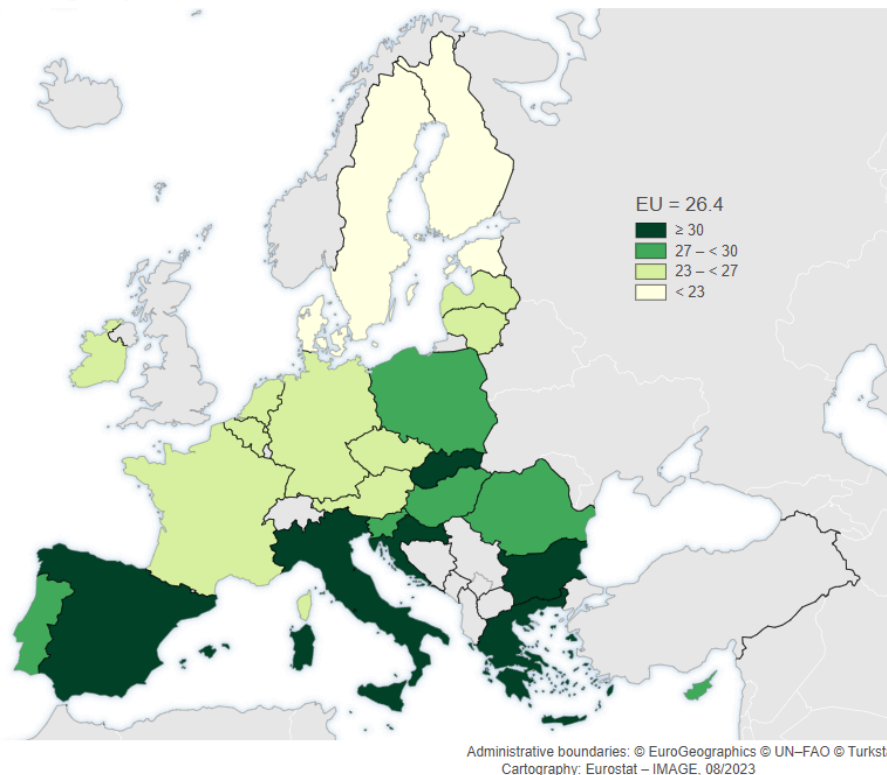 EU = 26.4
≥ 30
27 – < 30
23 – < 27
< 23
Administrative boundaries: © EuroGeographics © UN–FAO © Turksta
Cartography: Eurostat – IMAGE, 08/2023